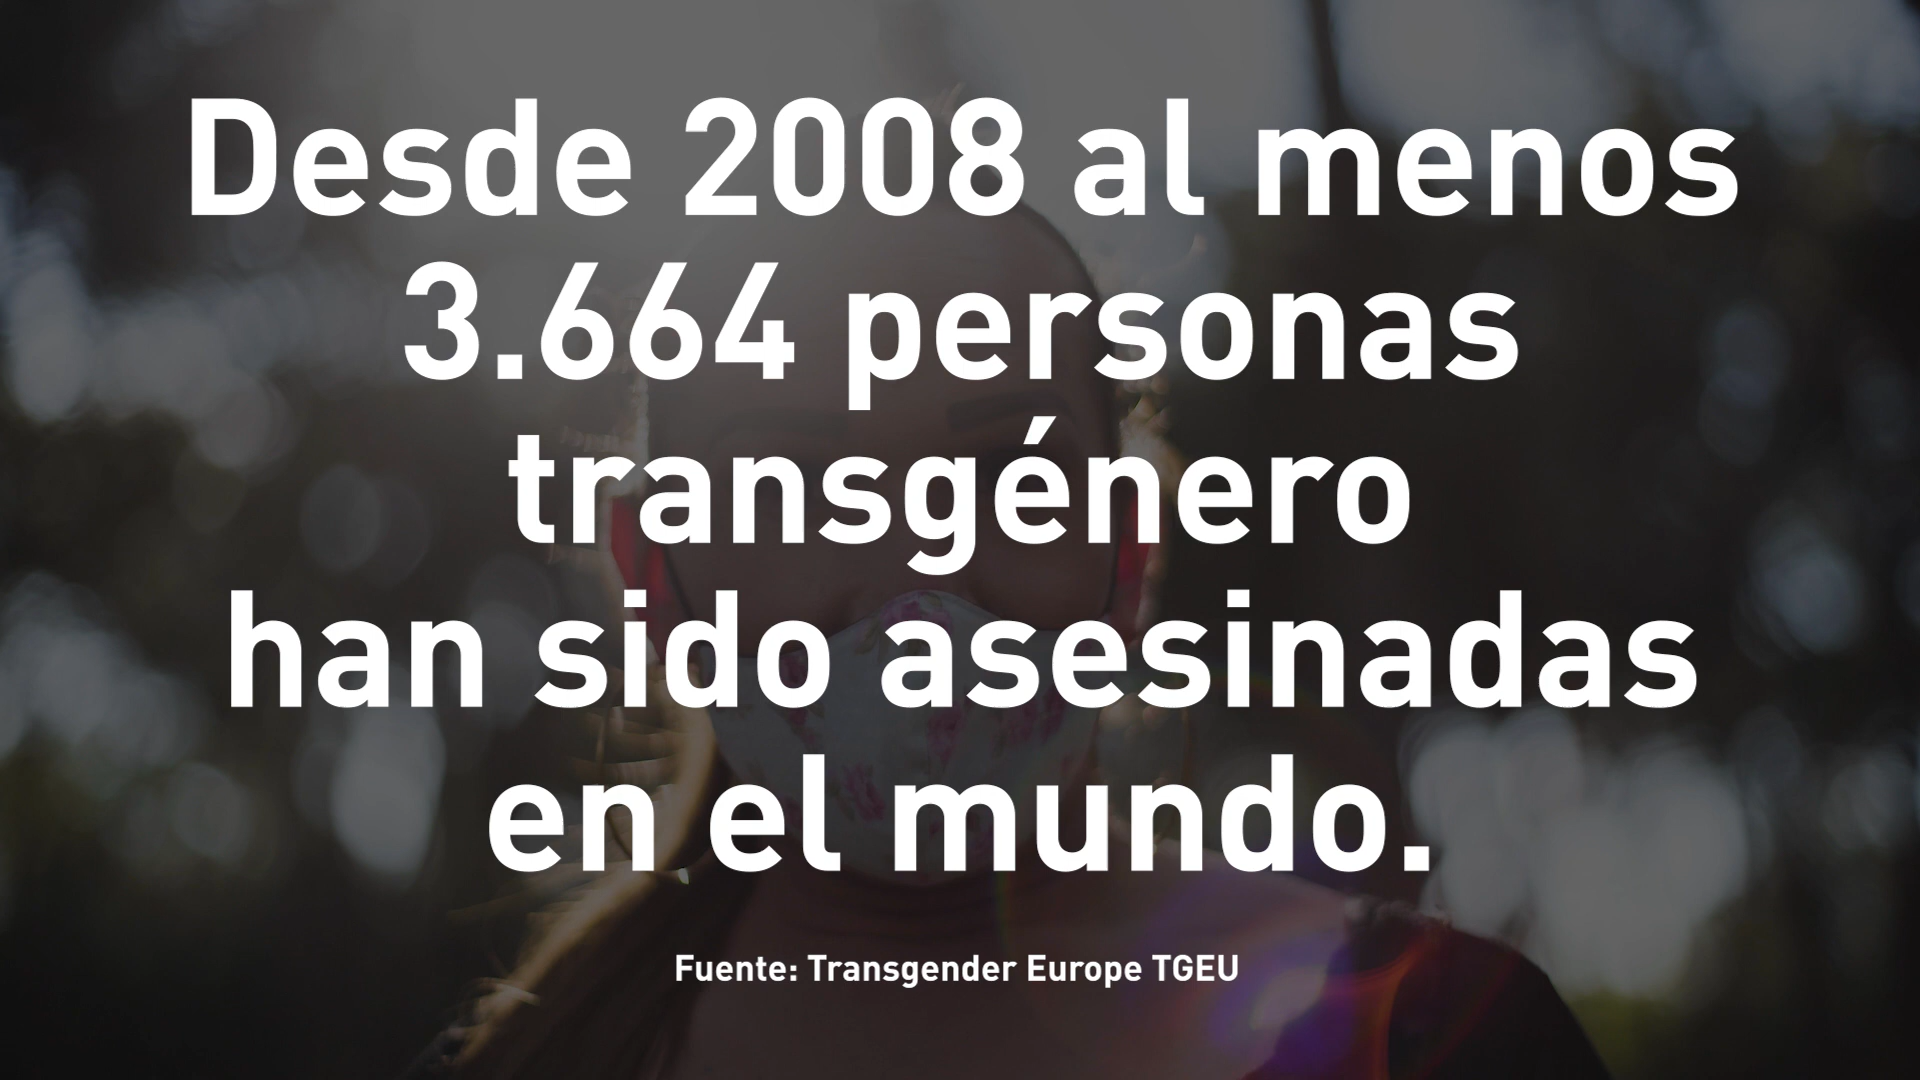 Desde 2008 al menos
3.664 personas
transgénero
han sido asesinadas
en el mundo.
Fuente: Transgender Europe TGEU